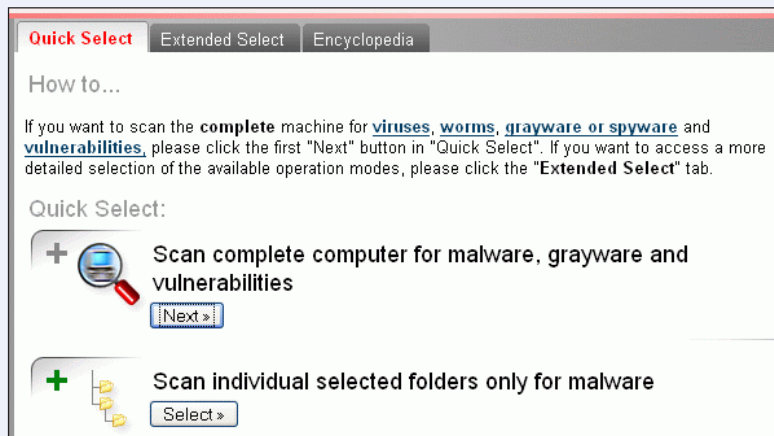 Quick Select Extended Select Encyclopedia
How to...
If you want to scan the complete machine for viruses, worms, grayware or spyware and
vulnerabilities, please click the first "Next" button in "Quick Select". If you want to access a more
detailed selection of the available operation modes, please click the "Extended Select" tab.
Quick Select:
Scan complete computer for malware, grayware and
vulnerabilities
Next »
Scan individual selected folders only for malware
Select »